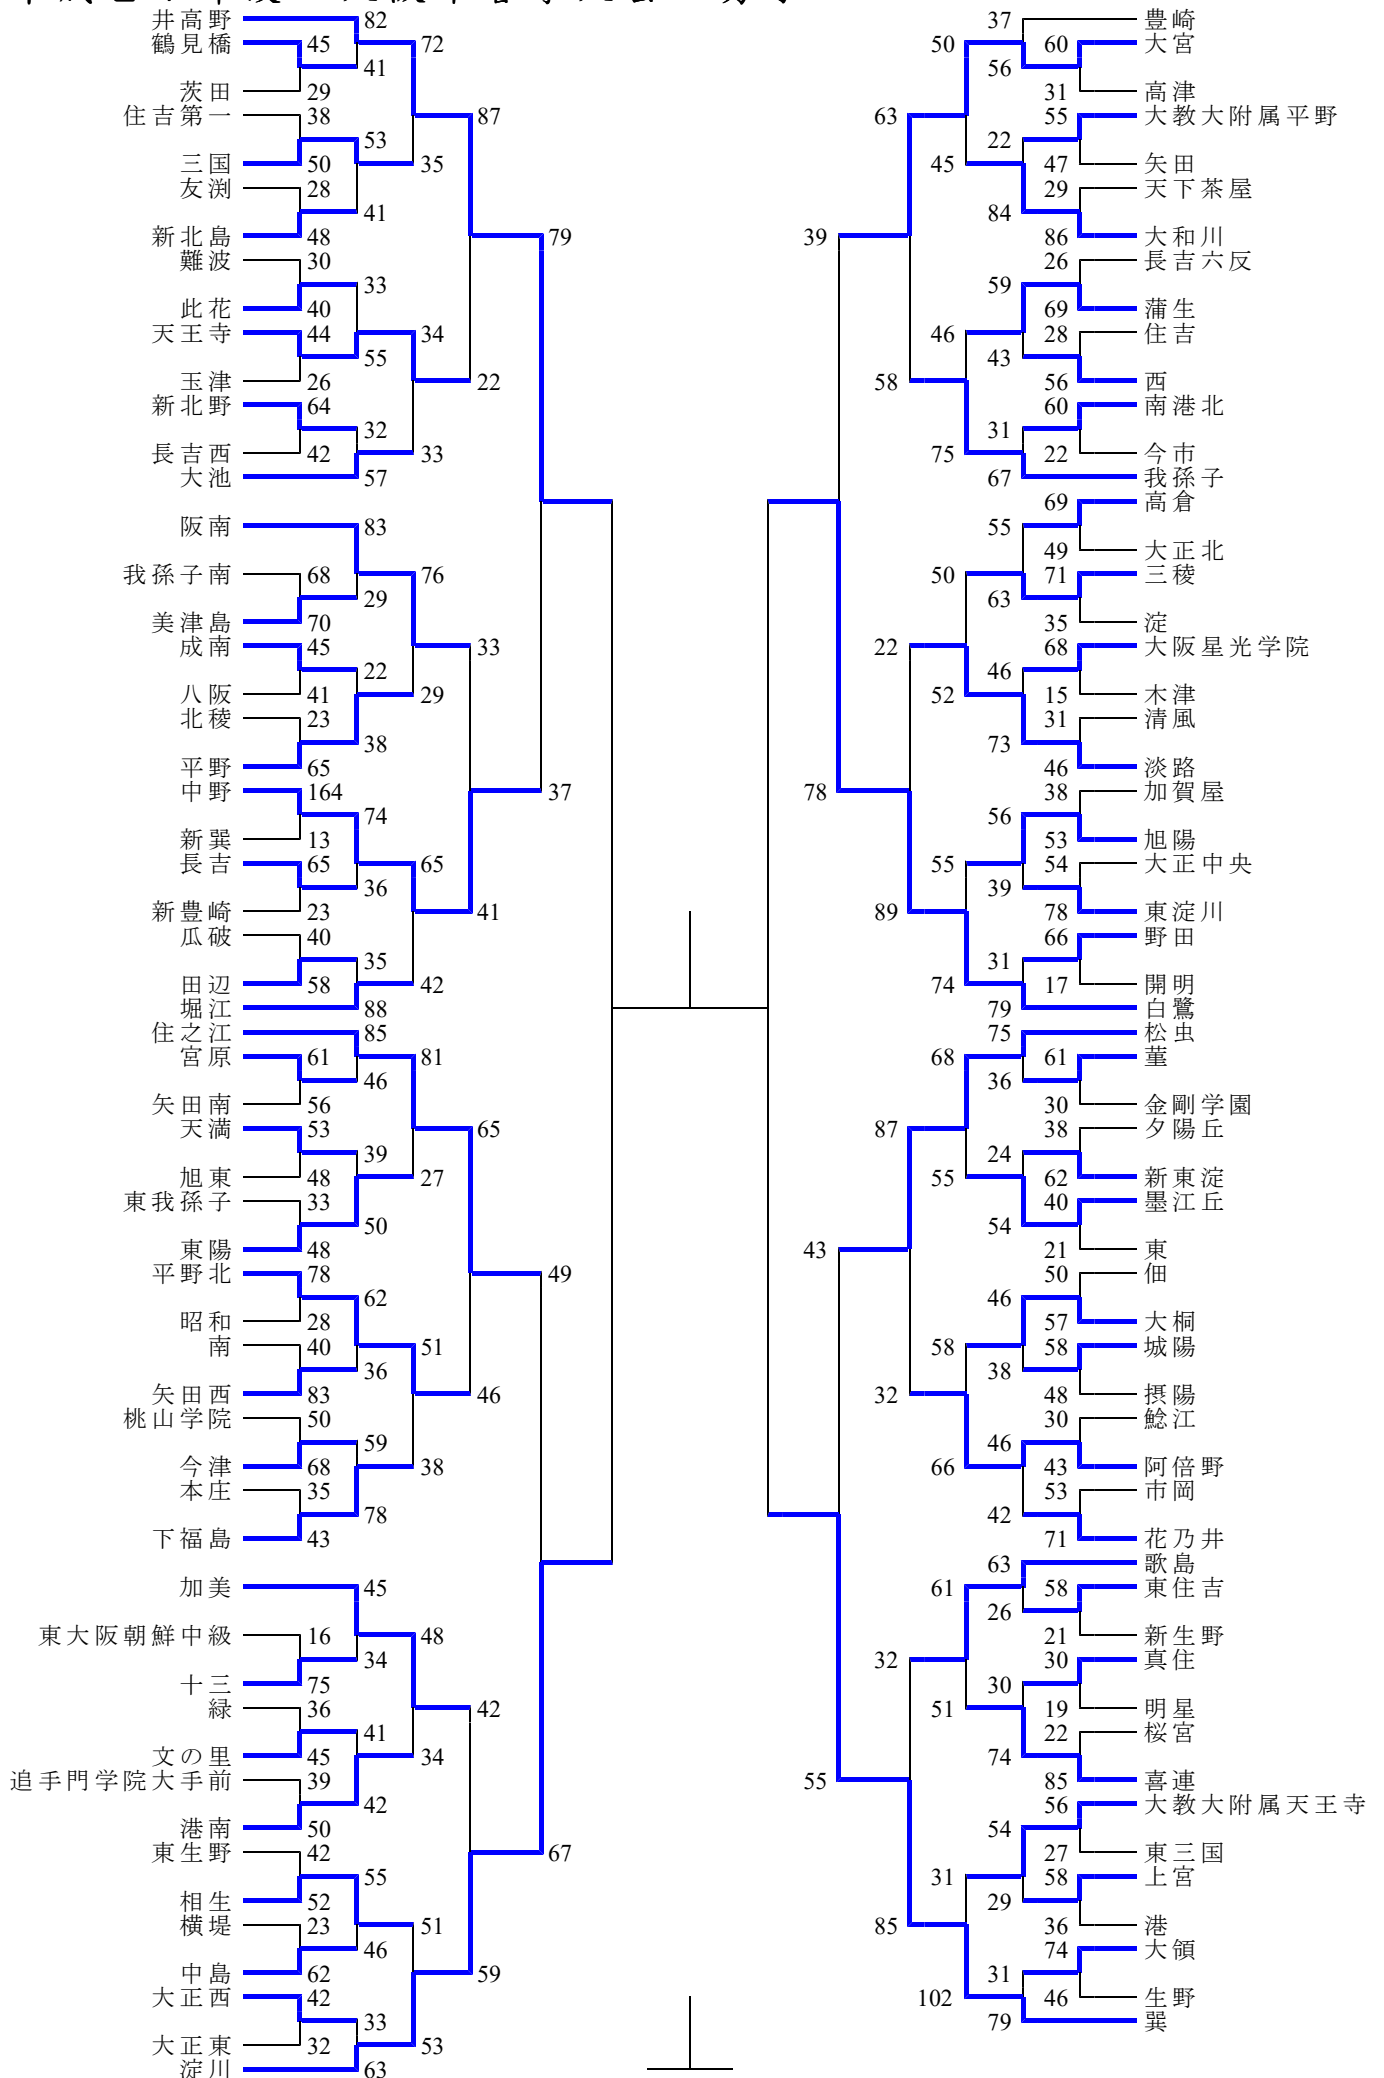 井高野 82 37 豊崎
鶴見橋 45 72 50 60 大宮
41 56
茨田 29 31 高津
住吉第一 38 87 63 55 大教大附属平野
53 22
三国 50 35 45 47 矢田
友渕 28 29 天下茶屋
41 84
新北島 48 79 39 86 大和川
難波 30 26 長吉六反
33 59
此花 40 69 蒲生
天王寺 44 34 46 28 住吉
55 43
玉津 26 22 58 56 西
新北野 64 60 南港北
32 31
長吉西 42 33 75 22 今市
大池 57 67 我孫子
69 高倉
阪南 83 55
49 大正北
我孫子南 68 76 50 71 三稜
29 63
美津島 70 35 淀
成南 45 33 22 68 大阪星光学院
22 46
八阪 41 29 52 15 木津
北稜 23 31 清風
38 73
平野 65 46 淡路
中野 164 37 78 38 加賀屋
74 56
新巽 13 53 旭陽
長吉 65 65 55 54 大正中央
36 39
新豊崎 23 41 89 78 東淀川
瓜破 40 66 野田
35 31
田辺 58 42 74 17 開明
堀江 88 79 白鷺
住之江 85 75 松虫
宮原 61 81 68 61 菫
46 36
矢田南 56 30 金剛学園
天満 53 65 87 38 夕陽丘
39 24
旭東 48 27 55 62 新東淀
東我孫子 33 40 墨江丘
50 54
東陽 48 43 21 東
平野北 78 49 50 佃
62 46
昭和 28 57 大桐
南 40 51 58 58 城陽
36 38
矢田西 83 46 32 48 摂陽
桃山学院 50 30 鯰江
59 46
今津 68 38 66 43 阿倍野
本庄 35 53 市岡
78 42
下福島 43 71 花乃井
63 歌島
加美 45 61 58 東住吉
26
東大阪朝鮮中級 16 48 21 新生野
34 32 30 真住
十三 75 30
緑 36 42 51 19 明星
41 22 桜宮
文の里 45 34 74
追手門学院大手前 39 55 85 喜連
42 56 大教大附属天王寺
港南 50 54
東生野 42 67 27 東三国
55 31 58 上宮
相生 52 29
横堤 23 51 85 36 港
46 74 大領
中島 62 59 31
大正西 42 102 46 生野
33 79 巽
大正東 32 53
淀川 63